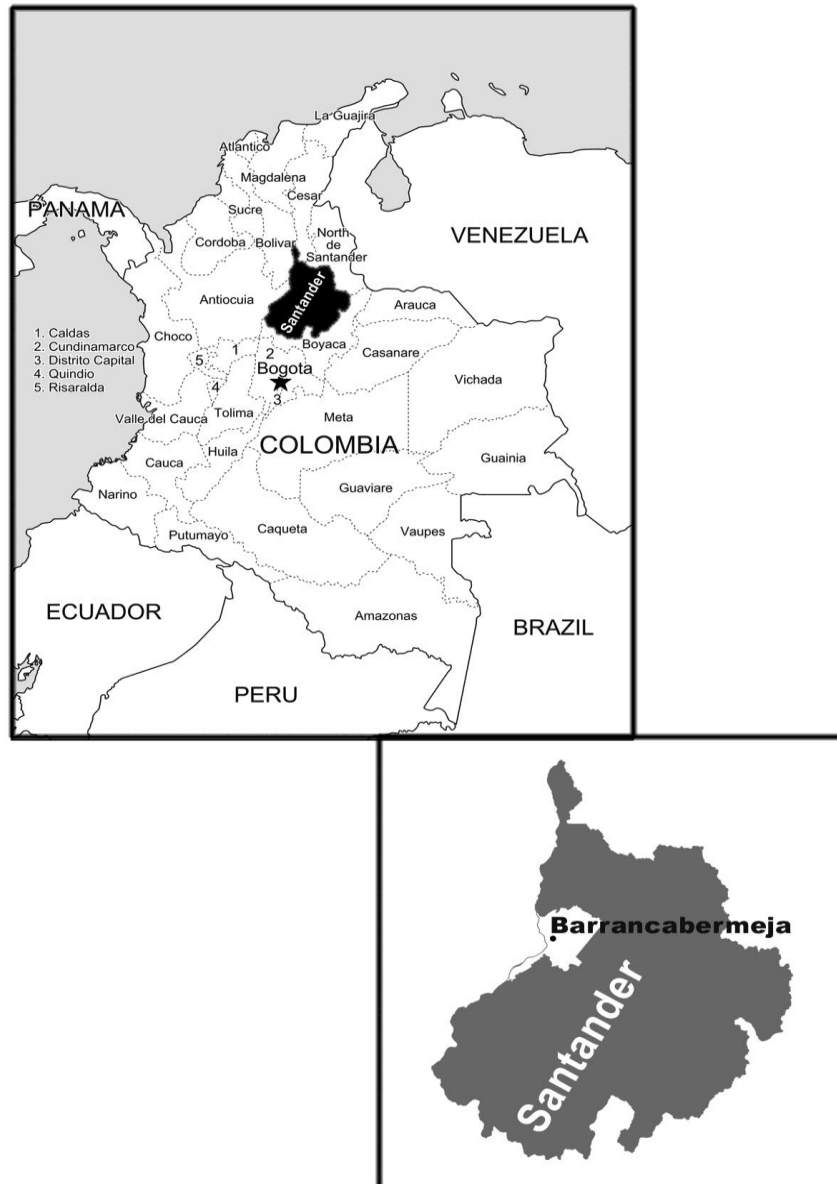 La Guajira
Atlantico
Magdalena
Cesar
PANAMA
Sucre
North
de
Santander
Cordoba
Bolivar
VENEZUELA
Santander
Antiocuia
Arauca
1. Caldas
2. Cundinamarco
3. Distrito Capital
4. Quindio
5. Risaralda
Choco
Boyaca
1
2
5
Casanare
Bogota
Vichada
4
3
Valle del Cauca
Tolima
Meta
COLOMBIA
Huila
Cauca
Guainia
Narino
Guaviare
Putumayo
Caqueta
Vaupes
ECUADOR
Amazonas
BRAZIL
PERU
Barrancabermeja
Santander